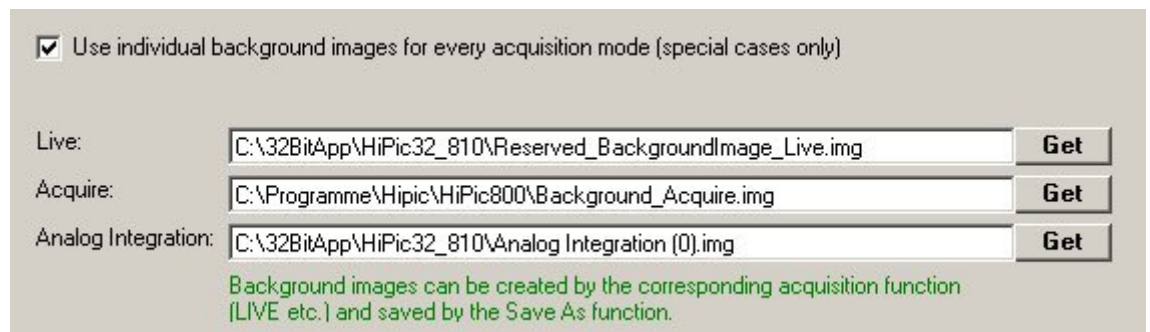 Use individual background images for every acquisition mode (special cases only)
Live: C:\32BitApp\HiPic32_810\Reserved_BackgroundImage_Live.img Get
Acquire: C:\Programme\Hipic\HiPic800\Background_Acquire.img Get
Analog Integration: C:\32BitApp\HiPic32_810\Analog Integration (0).img Get
Background images can be created by the corresponding acquisition function
(LIVE etc.) and saved by the Save As function.